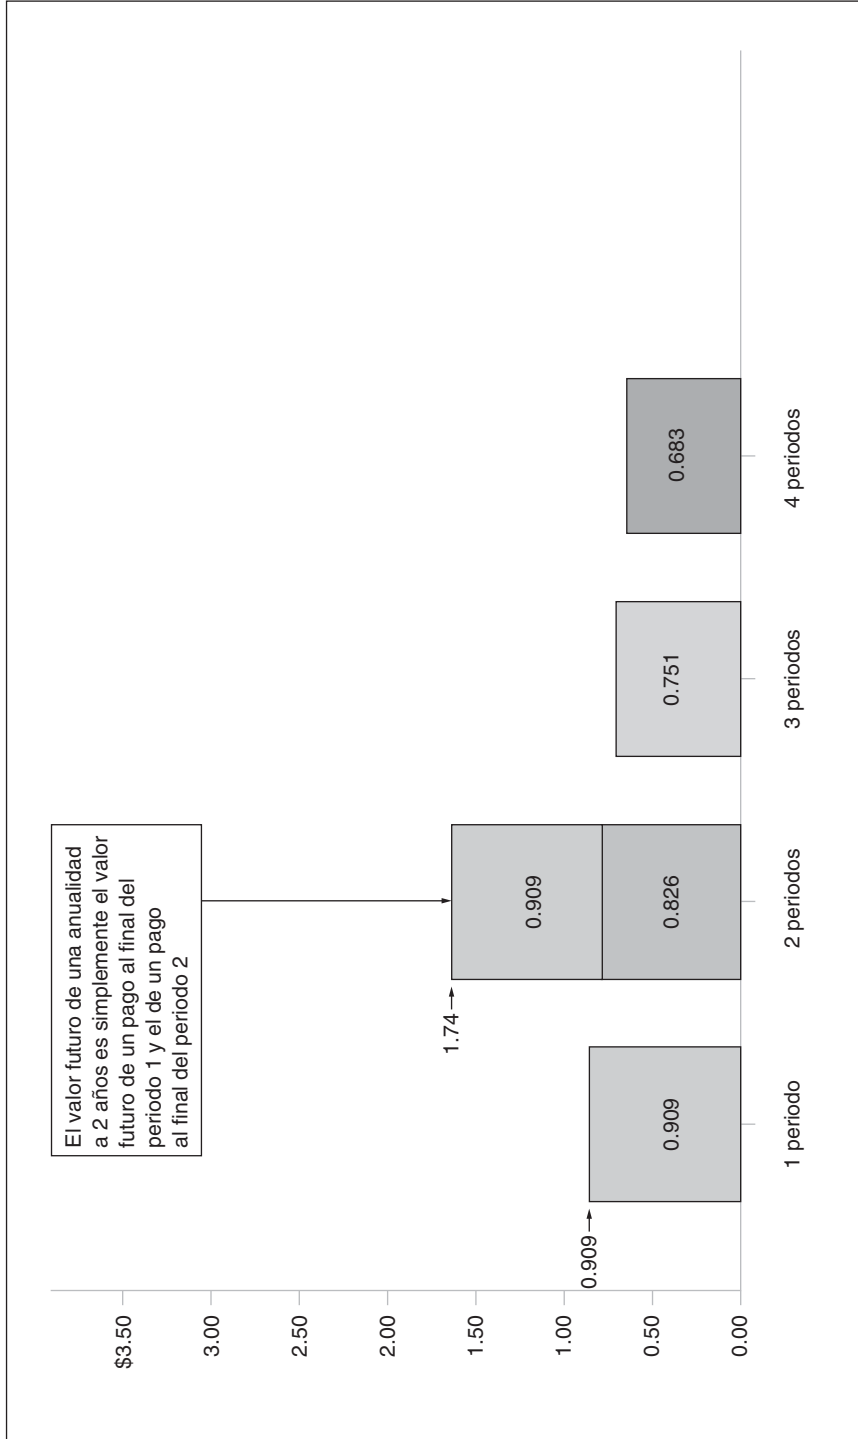 El valor futuro de una anualidad
a 2 años es simplemente el valor
futuro de un pago al final del
periodo 1 y el de un pago
al final del periodo 2
$3.50
3.00
2.50
2.00
1.50
1.00
0.50
0.00
0.909
0.909
1.74
0.909
0.826
0.751
0.683
1 periodo
2 periodos
3 periodos
4 periodos